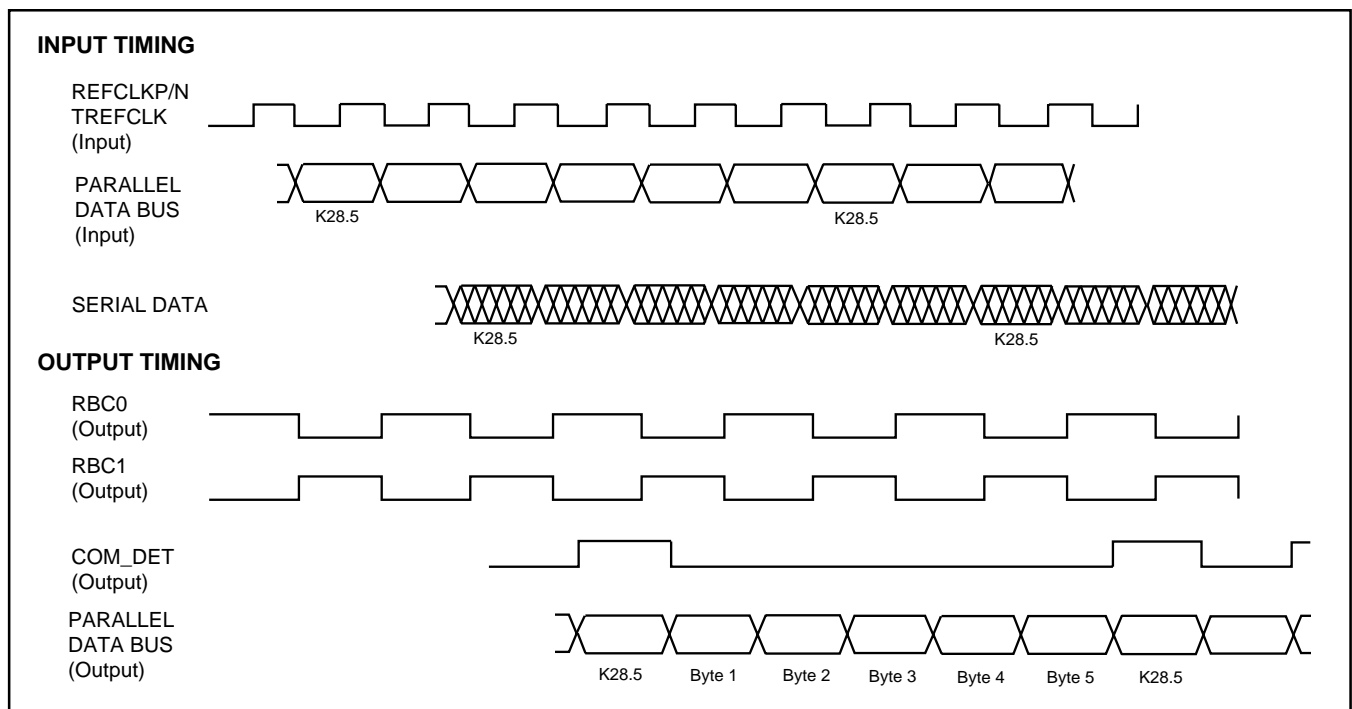 INPUT TIMING
REFCLKP/N
TREFCLK
(Input)
PARALLEL
DATA BUS
(Input)
K28.5 K28.5
SERIAL DATA
K28.5 K28.5
OUTPUT TIMING
RBC0
(Output)
RBC1
(Output)
COM_DET
(Output)
PARALLEL
DATA BUS
(Output)
K28.5 Byte 1 Byte 2 Byte 3 Byte 4 Byte 5 K28.5